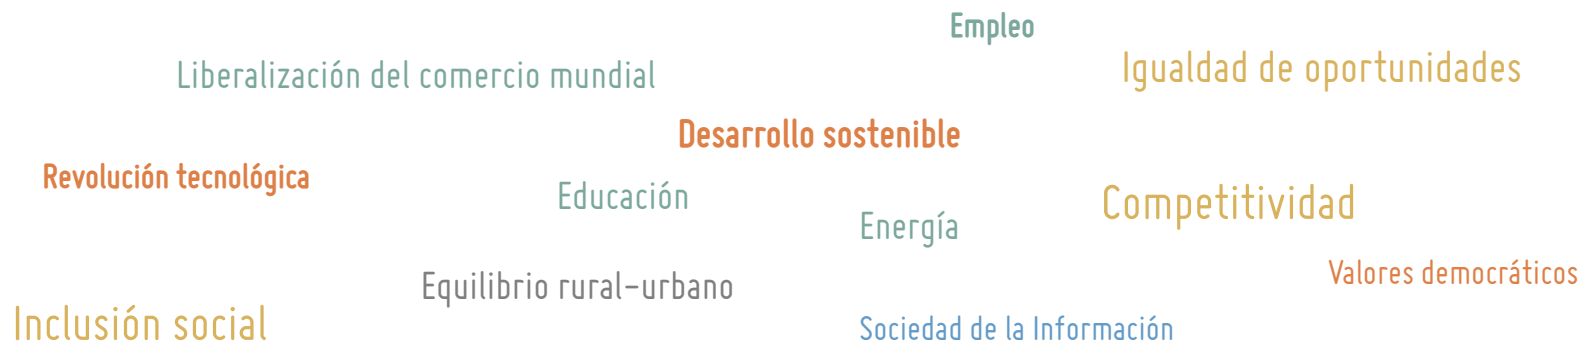 Empleo
Liberalización del comercio mundial
Igualdad de oportunidades
Desarrollo sostenible
Revolución tecnológica
Educación
Competitividad
Energía
Equilibrio rural-urbano
Valores democráticos
Inclusión social
Sociedad de la Información